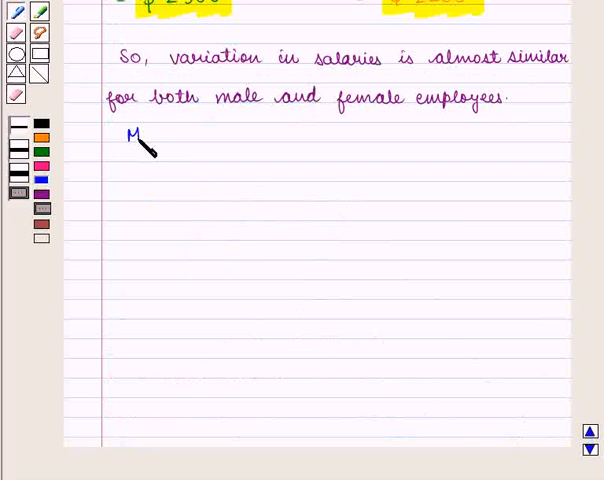 So, variation in salaries is almost similar
for both male and female employees.
M